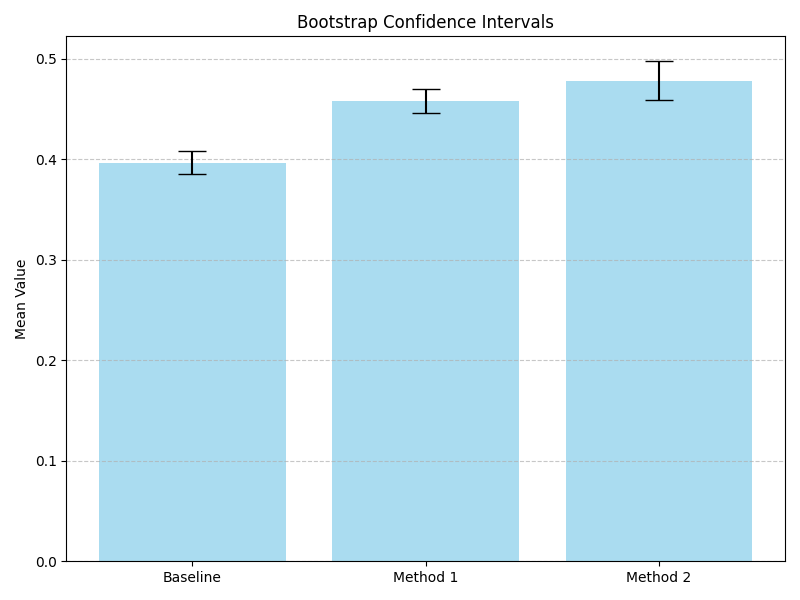 Bootstrap Confidence Intervals
Mean Value
0.5
0.4
0.3
0.2
0.1
0.0
Baseline
Method 1
Method 2